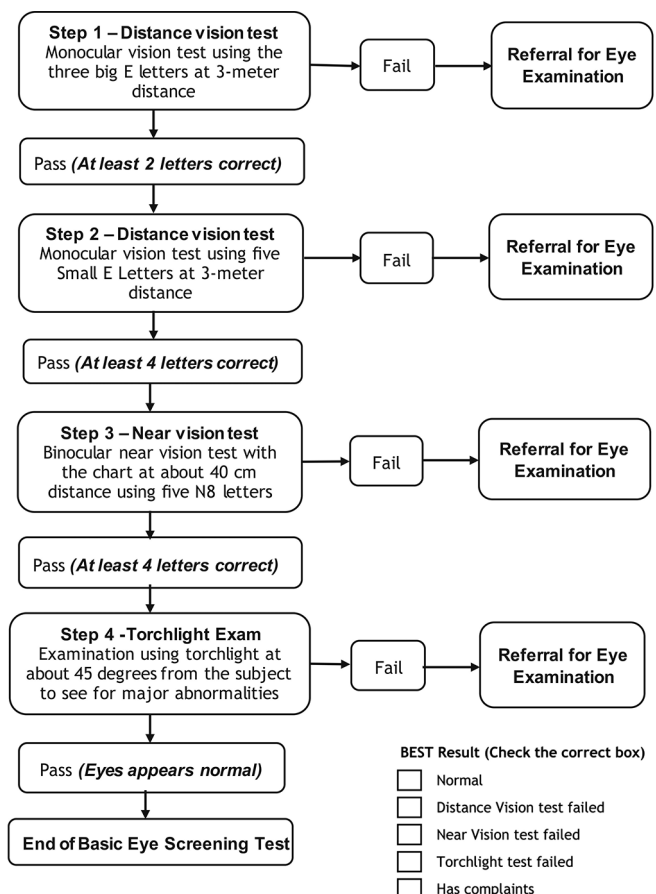 Step 1 – Distance vision test
Monocular vision test using the
three big E letters at 3-meter
distance
Fail
Referral for Eye
Examination
Pass (At least 2 letters correct)
Step 2 – Distance vision test
Monocular vision test using five
Small E Letters at 3-meter
distance
Fail
Referral for Eye
Examination
Pass (At least 4 letters correct)
Step 3 – Near vision test
Binocular near vision test with
the chart at about 40 cm
distance using five N8 letters
Fail
Referral for Eye
Examination
Pass (At least 4 letters correct)
Step 4 -Torchlight Exam
Examination using torchlight at
about 45 degrees from the subject
to see for major abnormalities
Fail
Referral for Eye
Examination
Pass (Eyes appears normal)
End of Basic Eye Screening Test
BEST Result (Check the correct box)
Normal
Distance Vision test failed
Near Vision test failed
Torchlight test failed
Has complaints